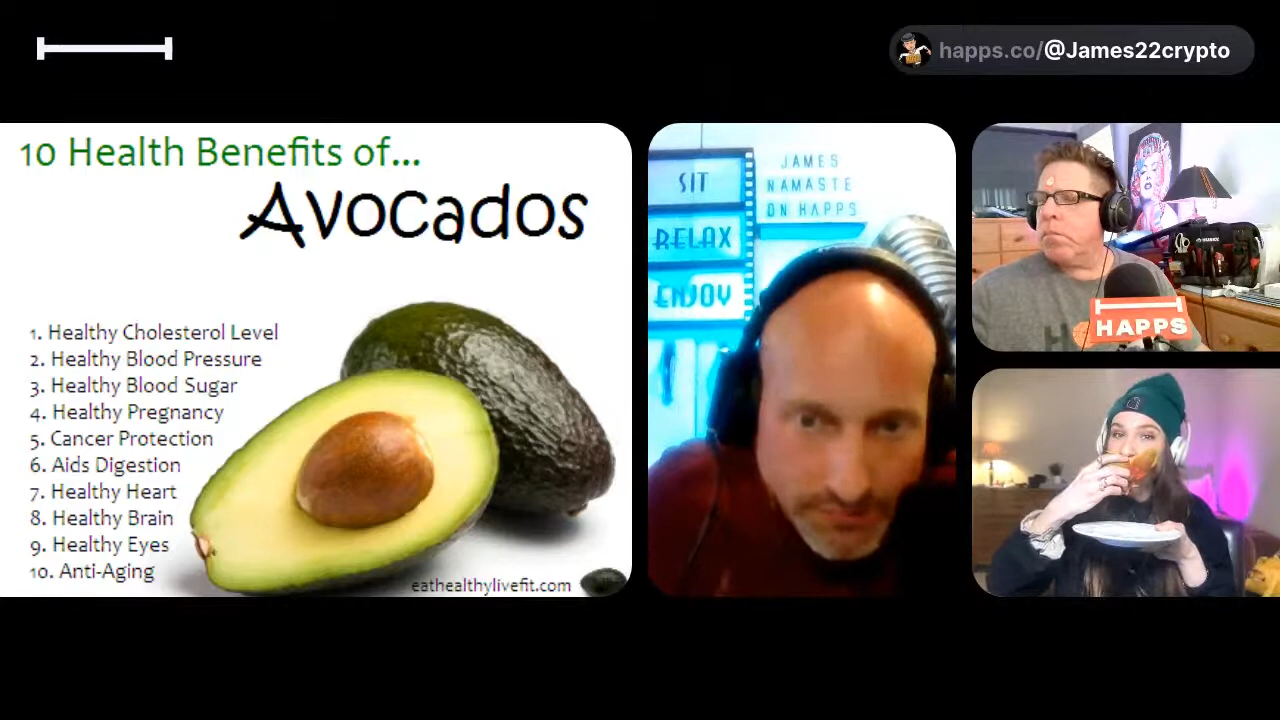 happs.co/@James22crypto
10 Health Benefits of...
Avocados
1. Healthy Cholesterol Level
2. Healthy Blood Pressure
3. Healthy Blood Sugar
4. Healthy Pregnancy
5. Cancer Protection
6. Aids Digestion
7. Healthy Heart
8. Healthy Brain
9. Healthy Eyes
10. Anti-Aging
eathealthylivefit.com
SIT
RELAX
ENJOY
JAMES
NAMASTE
ON HAPPS
HAPPS